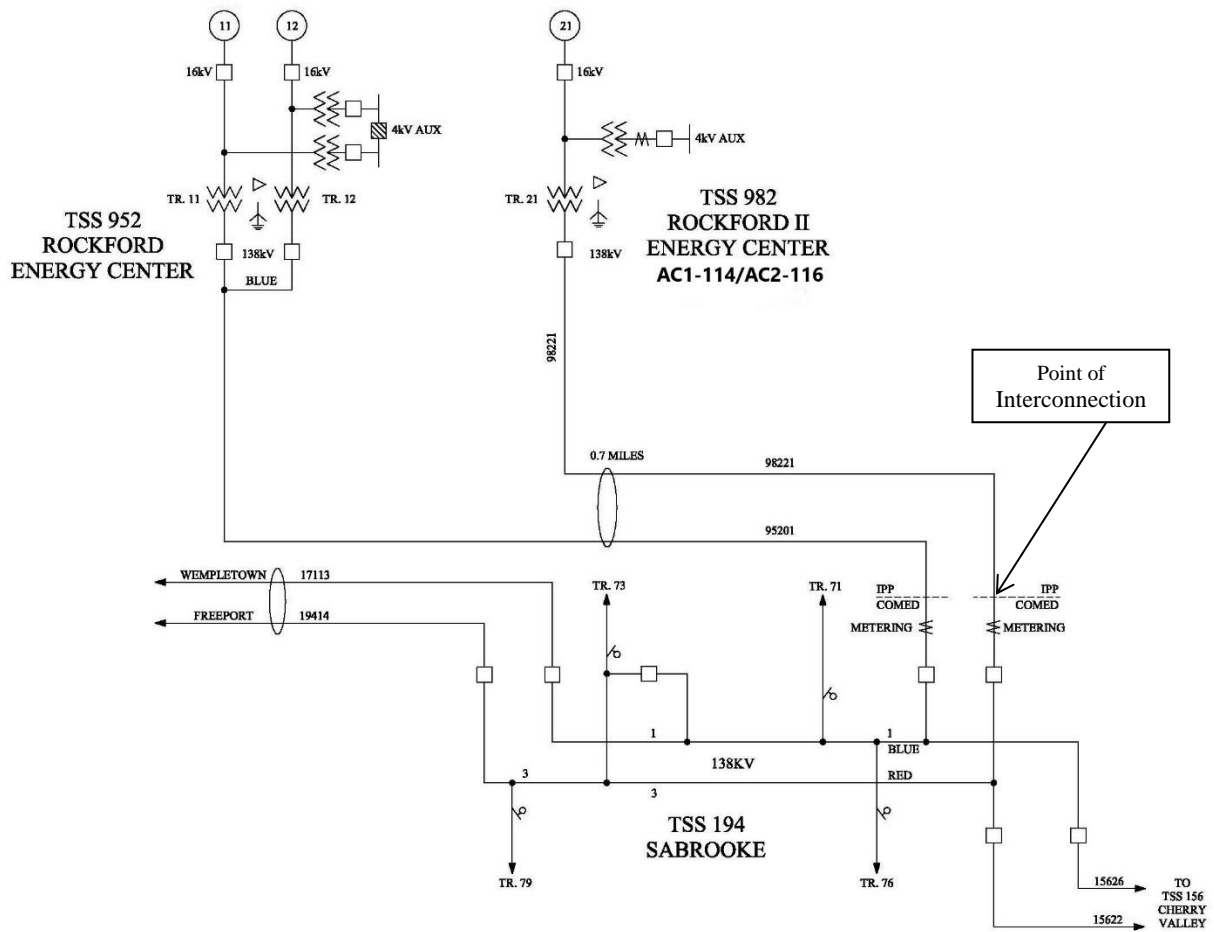 11
12
21
16kV
16kV
16kV
4kV AUX
4kV AUX
TR. 11
TR. 12
TR. 21
TSS 952
ROCKFORD
ENERGY CENTER
138kV
BLUE
TSS 982
ROCKFORD II
ENERGY CENTER
AC1-114/AC2-116
138kV
98221
Point of
Interconnection
0.7 MILES
98221
95201
WEMPLETOWN
17113
FREEPORT
19414
TR. 73
TR. 71
IPP
COMED
METERING
IPP
COMED
METERING
1
1
BLUE
138KV
3
RED
3
TSS 194
SABROOKE
TR. 79
TR. 76
15626
15622
TO
TSS 156
CHERRY
VALLEY